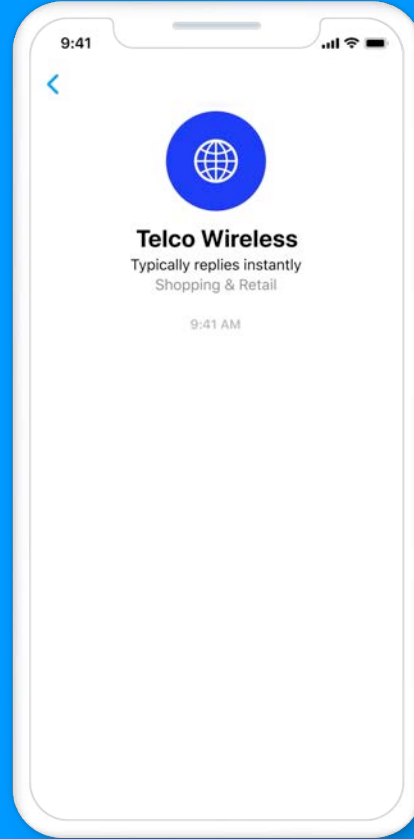 9:41
Telco Wireless
Typically replies instantly
Shopping & Retail
9:41 AM